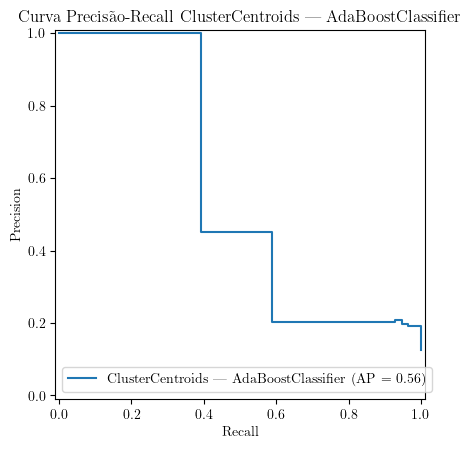 Curva Precisão-Recall ClusterCentroids — AdaBoostClassifier
1.0
0.8
0.6
0.4
0.2
0.0
Precision
ClusterCentroids — AdaBoostClassifier (AP = 0.56)
0.0 0.2 0.4 0.6 0.8 1.0
Recall